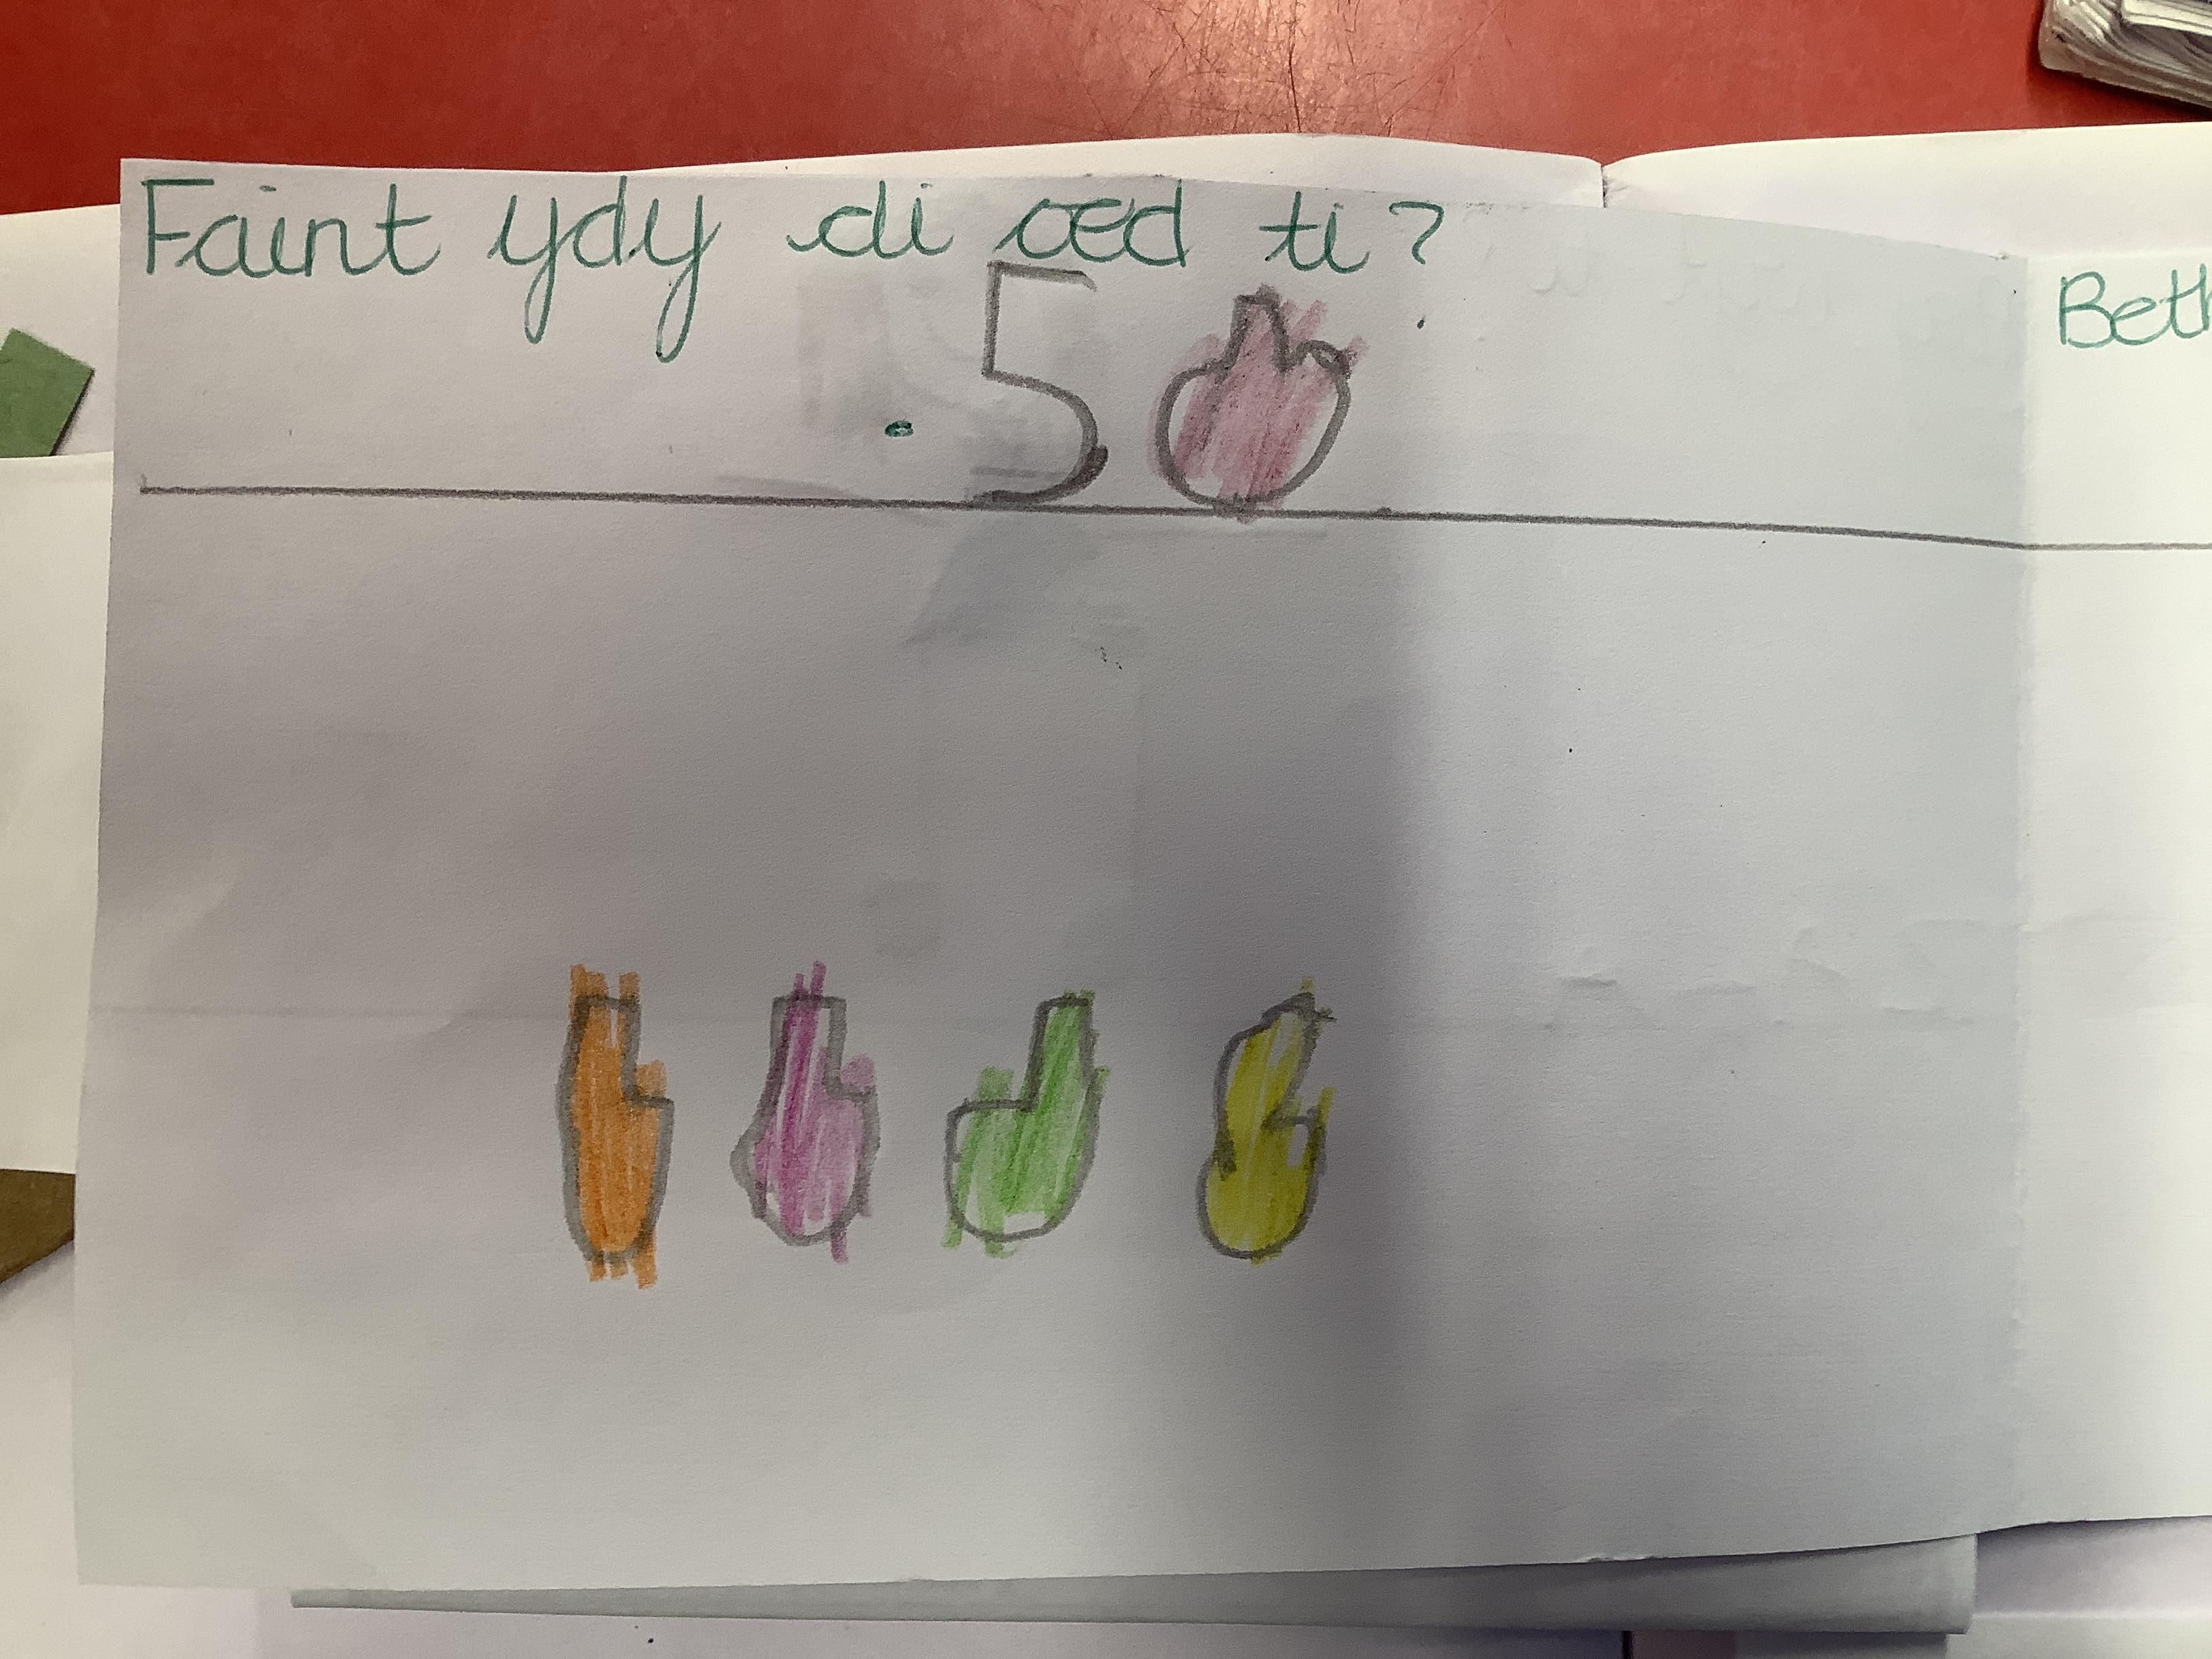 Faint ydy di oed ti?
5
Beth